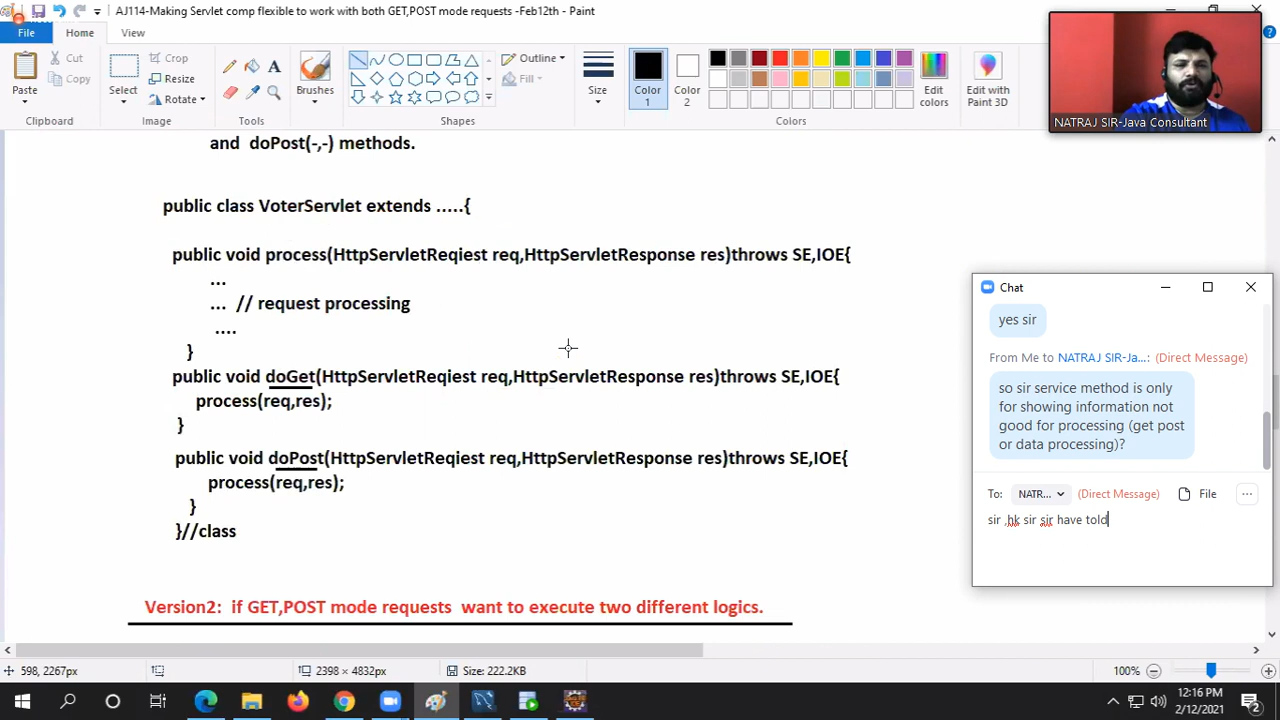 AJ114-Making Servlet comp flexible to work with both GET,POST mode requests -Feb12th - Paint
File Home View
Paste
Cut
Copy
Clipboard
Select
Crop
Resize
Rotate
Image
Tools
Brushes
Outline
Fill
Shapes
Size
Color
1
Color
2
Edit
colors
Edit with
Paint 3D
Colors
NATRAJ SIR-Java Consultant
and doPost(-,-) methods.
public class VoterServlet extends .....{
public void process(HttpServletReqiest req,HttpServletResponse res)throws SE,IOE{
...
... // request processing
....
}
public void doGet(HttpServletReqiest req,HttpServletResponse res)throws SE,IOE{
process(req,res);
}
public void doPost(HttpServletReqiest req,HttpServletResponse res)throws SE,IOE{
process(req,res);
}
}//class
Version2: if GET,POST mode requests want to execute two different logics.
Chat
yes sir
From Me to NATRAJ SIR-Ja...: (Direct Message)
so sir service method is only
for showing information not
good for processing (get post
or data processing)?
To: NATR... (Direct Message) File ...
sir ,hk sir sir have told
598, 2267px
2398 × 4832px
Size: 222.2KB
100%
12:16 PM
2/12/2021
2